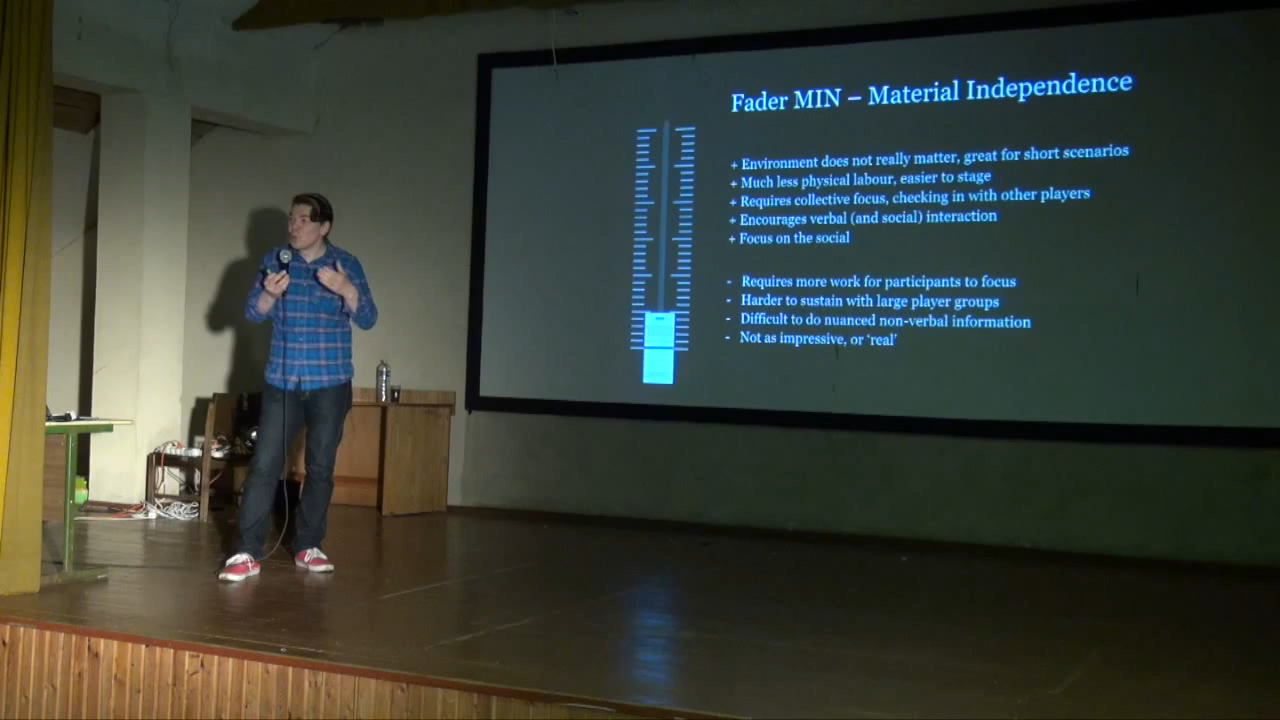 Fader MIN – Material Independence
+ Environment does not really matter, great for short scenarios
+ Much less physical labour, easier to stage
+ Requires collective focus, checking in with other players
+ Encourages verbal (and social) interaction
+ Focus on the social
- Requires more work for participants to focus
- Harder to sustain with large player groups
- Difficult to do nuanced non-verbal information
- Not as impressive, or ‘real’